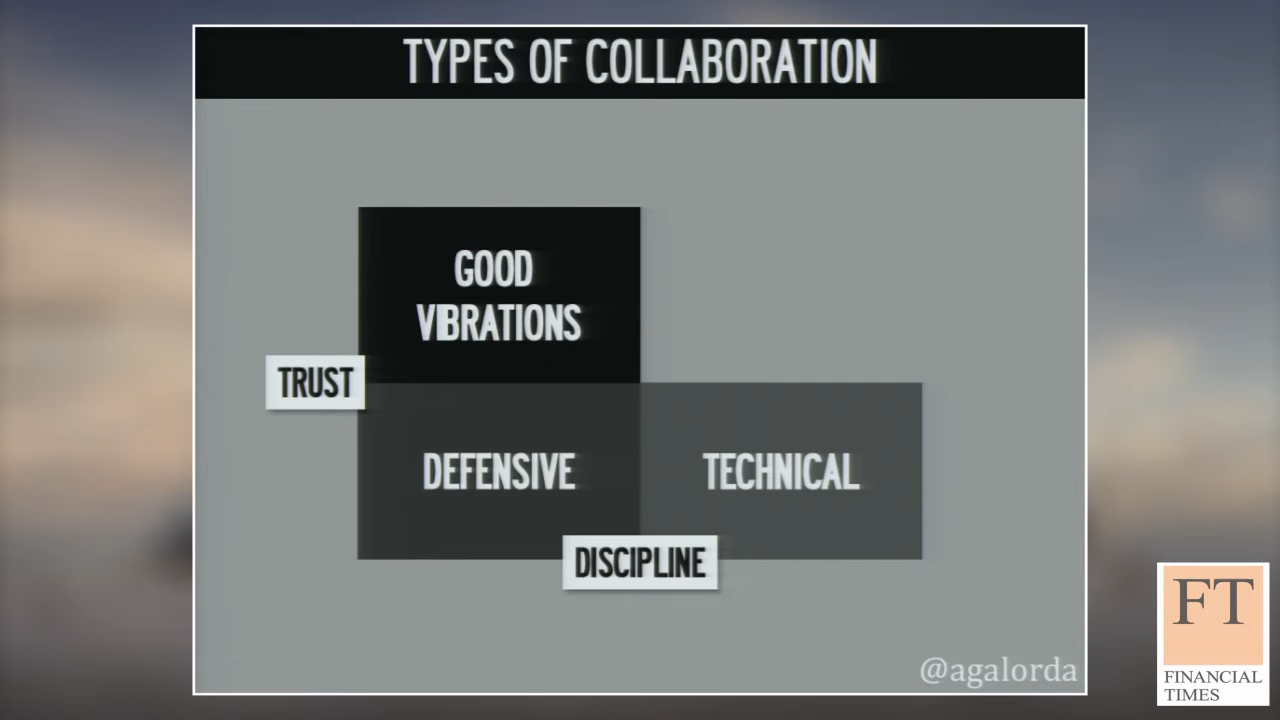 TYPES OF COLLABORATION
GOOD
VIBRATIONS
TRUST
DEFENSIVE
TECHNICAL
DISCIPLINE
@agalorda
FT
FINANCIAL
TIMES